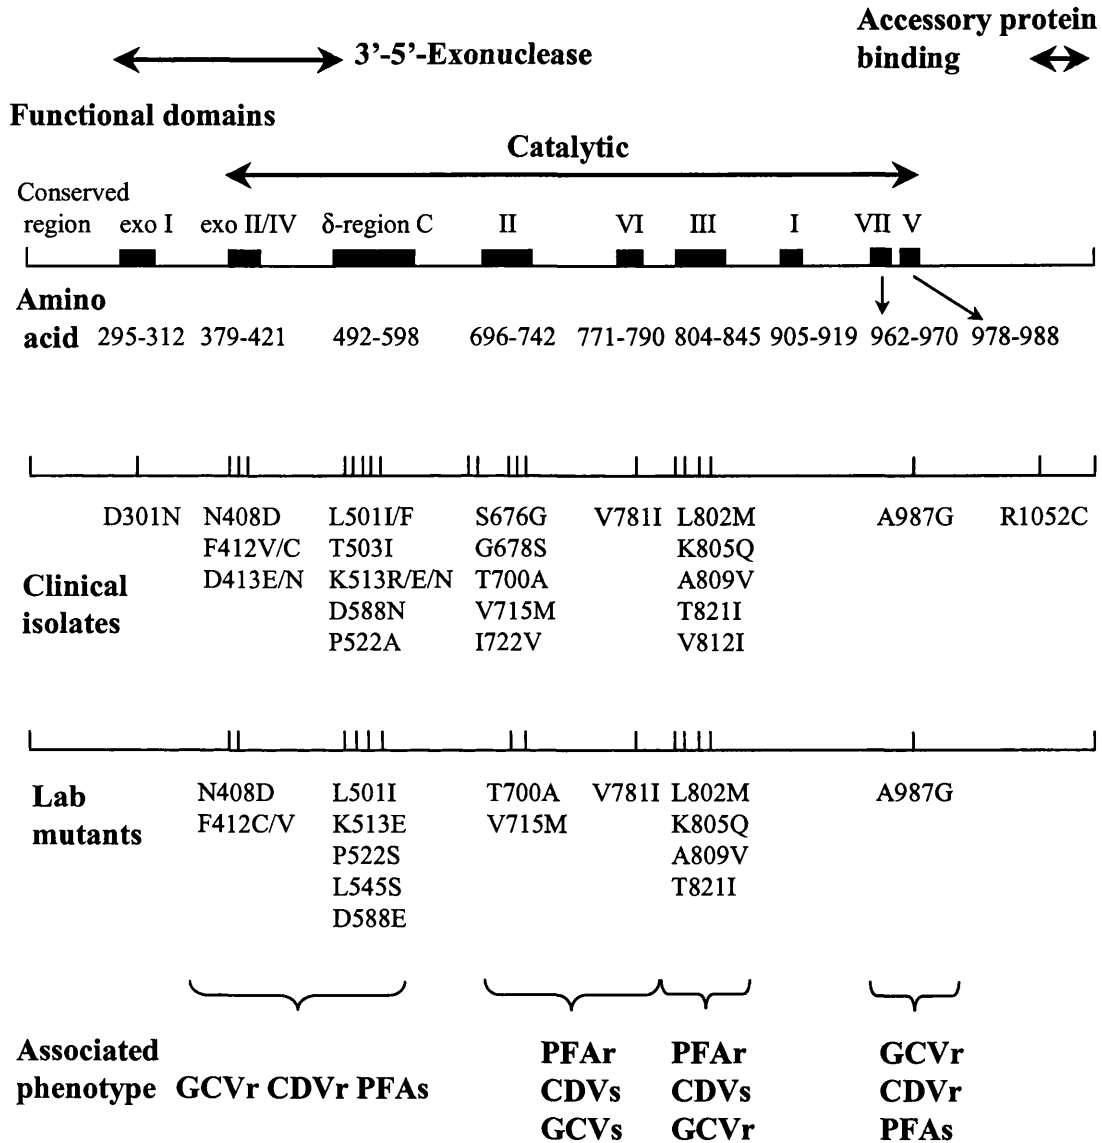 3'-5'-Exonuclease
Accessory protein
binding
Functional domains
Catalytic
Conserved
region exo I exo II/IV δ-region C II VI III I VII V
Amino
acid 295-312 379-421 492-598 696-742 771-790 804-845 905-919 962-970 978-988
D301N N408D L501I/F S676G V781I L802M A987G R1052C
F412V/C T503I G678S K805Q
D413E/N K513R/E/N T700A A809V
Clinical
isolates
D588N V715M T821I
P522A I722V V812I
Lab
mutants
N408D L501I T700A V781I L802M A987G
F412C/V K513E V715M K805Q
P522S A809V
L545S T821I
D588E
Associated
phenotype
GCVr CDVr PFAs
PFAr PFAr GCVr
CDVs CDVs CDVr
GCVs GCVr PFAs